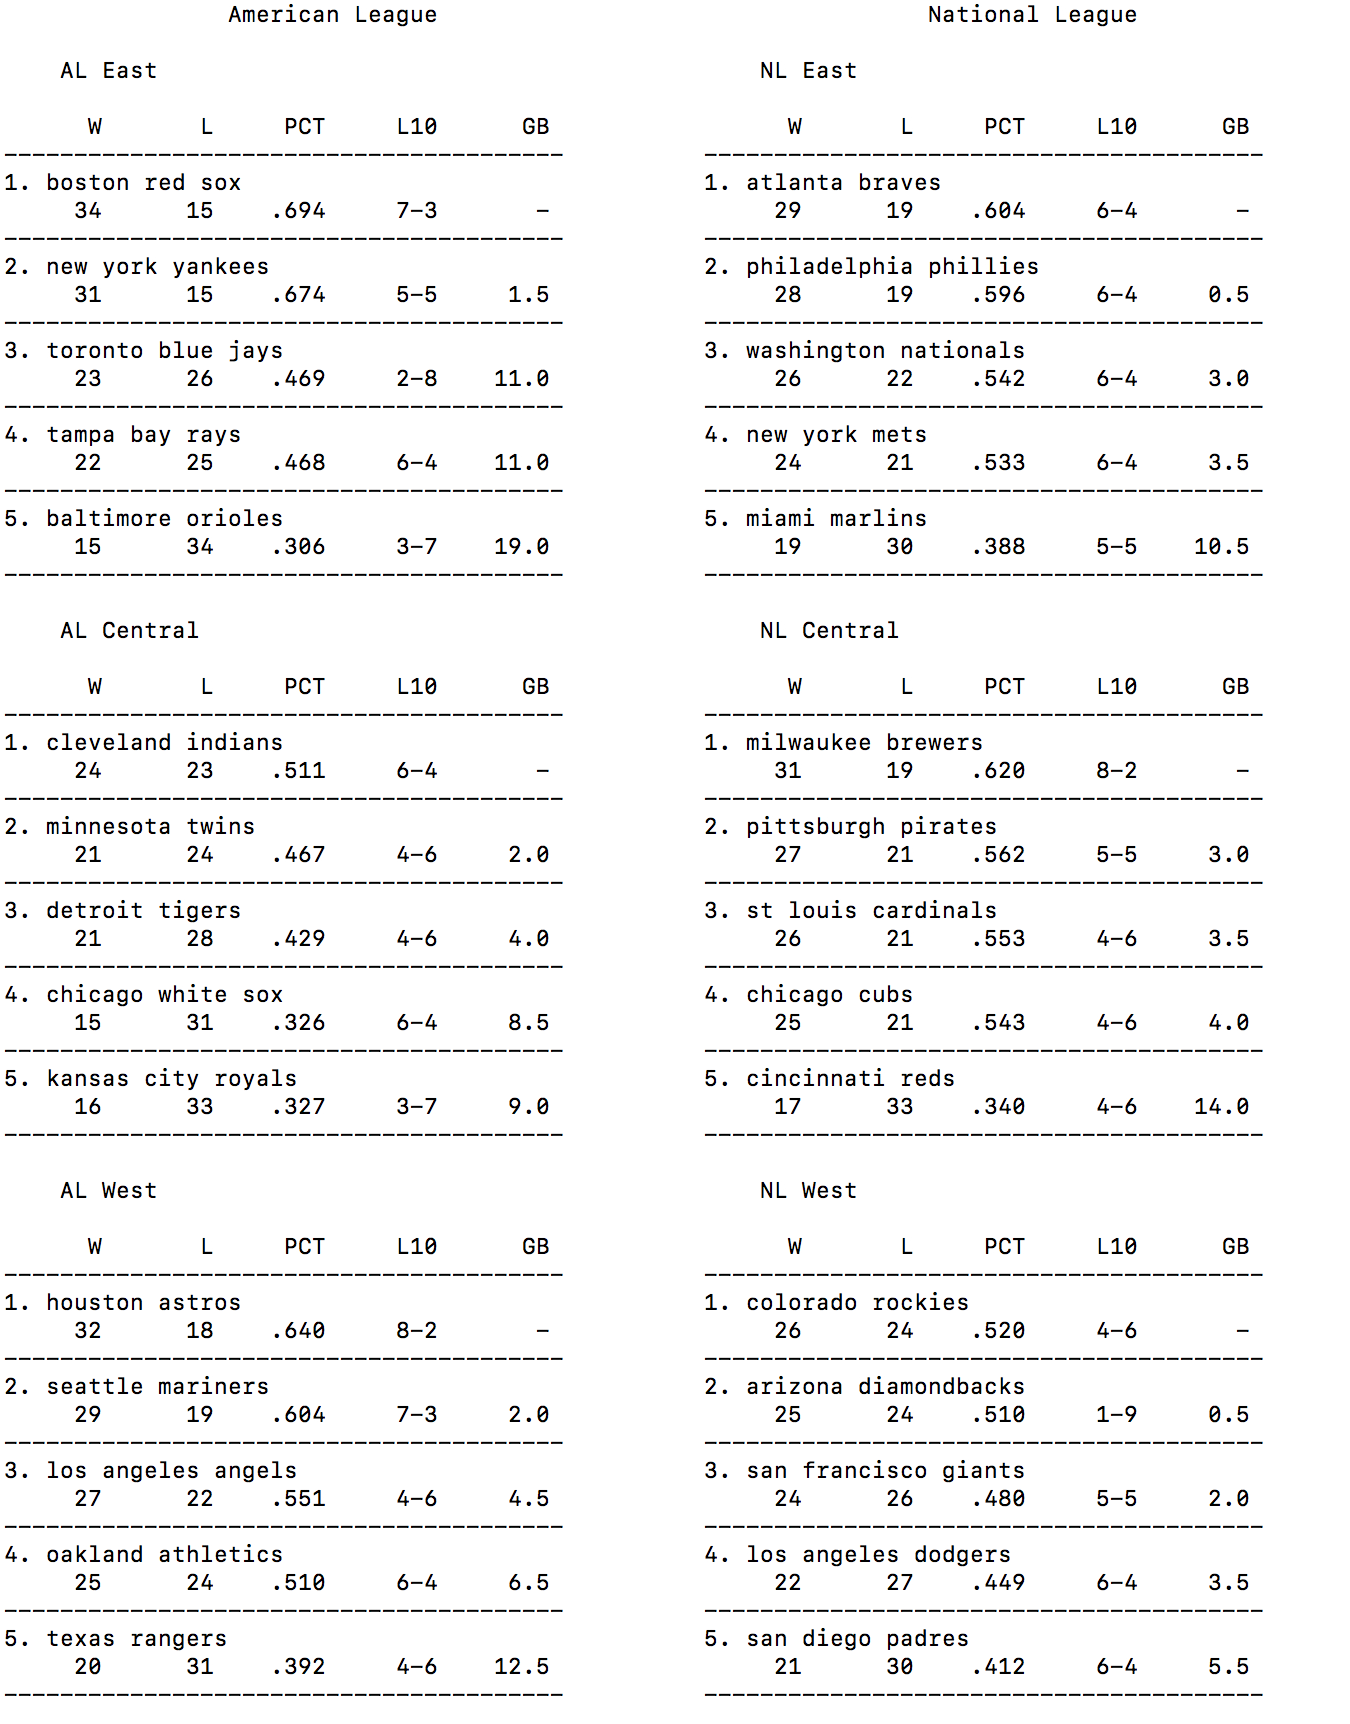 American League
AL East
W L PCT L10 GB
----------------------------------------
1. boston red sox
34 15 .694 7-3 -
----------------------------------------
2. new york yankees
31 15 .674 5-5 1.5
----------------------------------------
3. toronto blue jays
23 26 .469 2-8 11.0
----------------------------------------
4. tampa bay rays
22 25 .468 6-4 11.0
----------------------------------------
5. baltimore orioles
15 34 .306 3-7 19.0
----------------------------------------
AL Central
W L PCT L10 GB
----------------------------------------
1. cleveland indians
24 23 .511 6-4 -
----------------------------------------
2. minnesota twins
21 24 .467 4-6 2.0
----------------------------------------
3. detroit tigers
21 28 .429 4-6 4.0
----------------------------------------
4. chicago white sox
15 31 .326 6-4 8.5
----------------------------------------
5. kansas city royals
16 33 .327 3-7 9.0
----------------------------------------
AL West
W L PCT L10 GB
----------------------------------------
1. houston astros
32 18 .640 8-2 -
----------------------------------------
2. seattle mariners
29 19 .604 7-3 2.0
----------------------------------------
3. los angeles angels
27 22 .551 4-6 4.5
----------------------------------------
4. oakland athletics
25 24 .510 6-4 6.5
----------------------------------------
5. texas rangers
20 31 .392 4-6 12.5
----------------------------------------
National League
NL East
W L PCT L10 GB
----------------------------------------
1. atlanta braves
29 19 .604 6-4 -
----------------------------------------
2. philadelphia phillies
28 19 .596 6-4 0.5
----------------------------------------
3. washington nationals
26 22 .542 6-4 3.0
----------------------------------------
4. new york mets
24 21 .533 6-4 3.5
----------------------------------------
5. miami marlins
19 30 .388 5-5 10.5
----------------------------------------
NL Central
W L PCT L10 GB
----------------------------------------
1. milwaukee brewers
31 19 .620 8-2 -
----------------------------------------
2. pittsburgh pirates
27 21 .562 5-5 3.0
----------------------------------------
3. st louis cardinals
26 21 .553 4-6 3.5
----------------------------------------
4. chicago cubs
25 21 .543 4-6 4.0
----------------------------------------
5. cincinnati reds
17 33 .340 4-6 14.0
----------------------------------------
NL West
W L PCT L10 GB
----------------------------------------
1. colorado rockies
26 24 .520 4-6 -
----------------------------------------
2. arizona diamondbacks
25 24 .510 1-9 0.5
----------------------------------------
3. san francisco giants
24 26 .480 5-5 2.0
----------------------------------------
4. los angeles dodgers
22 27 .449 6-4 3.5
----------------------------------------
5. san diego padres
21 30 .412 6-4 5.5
----------------------------------------